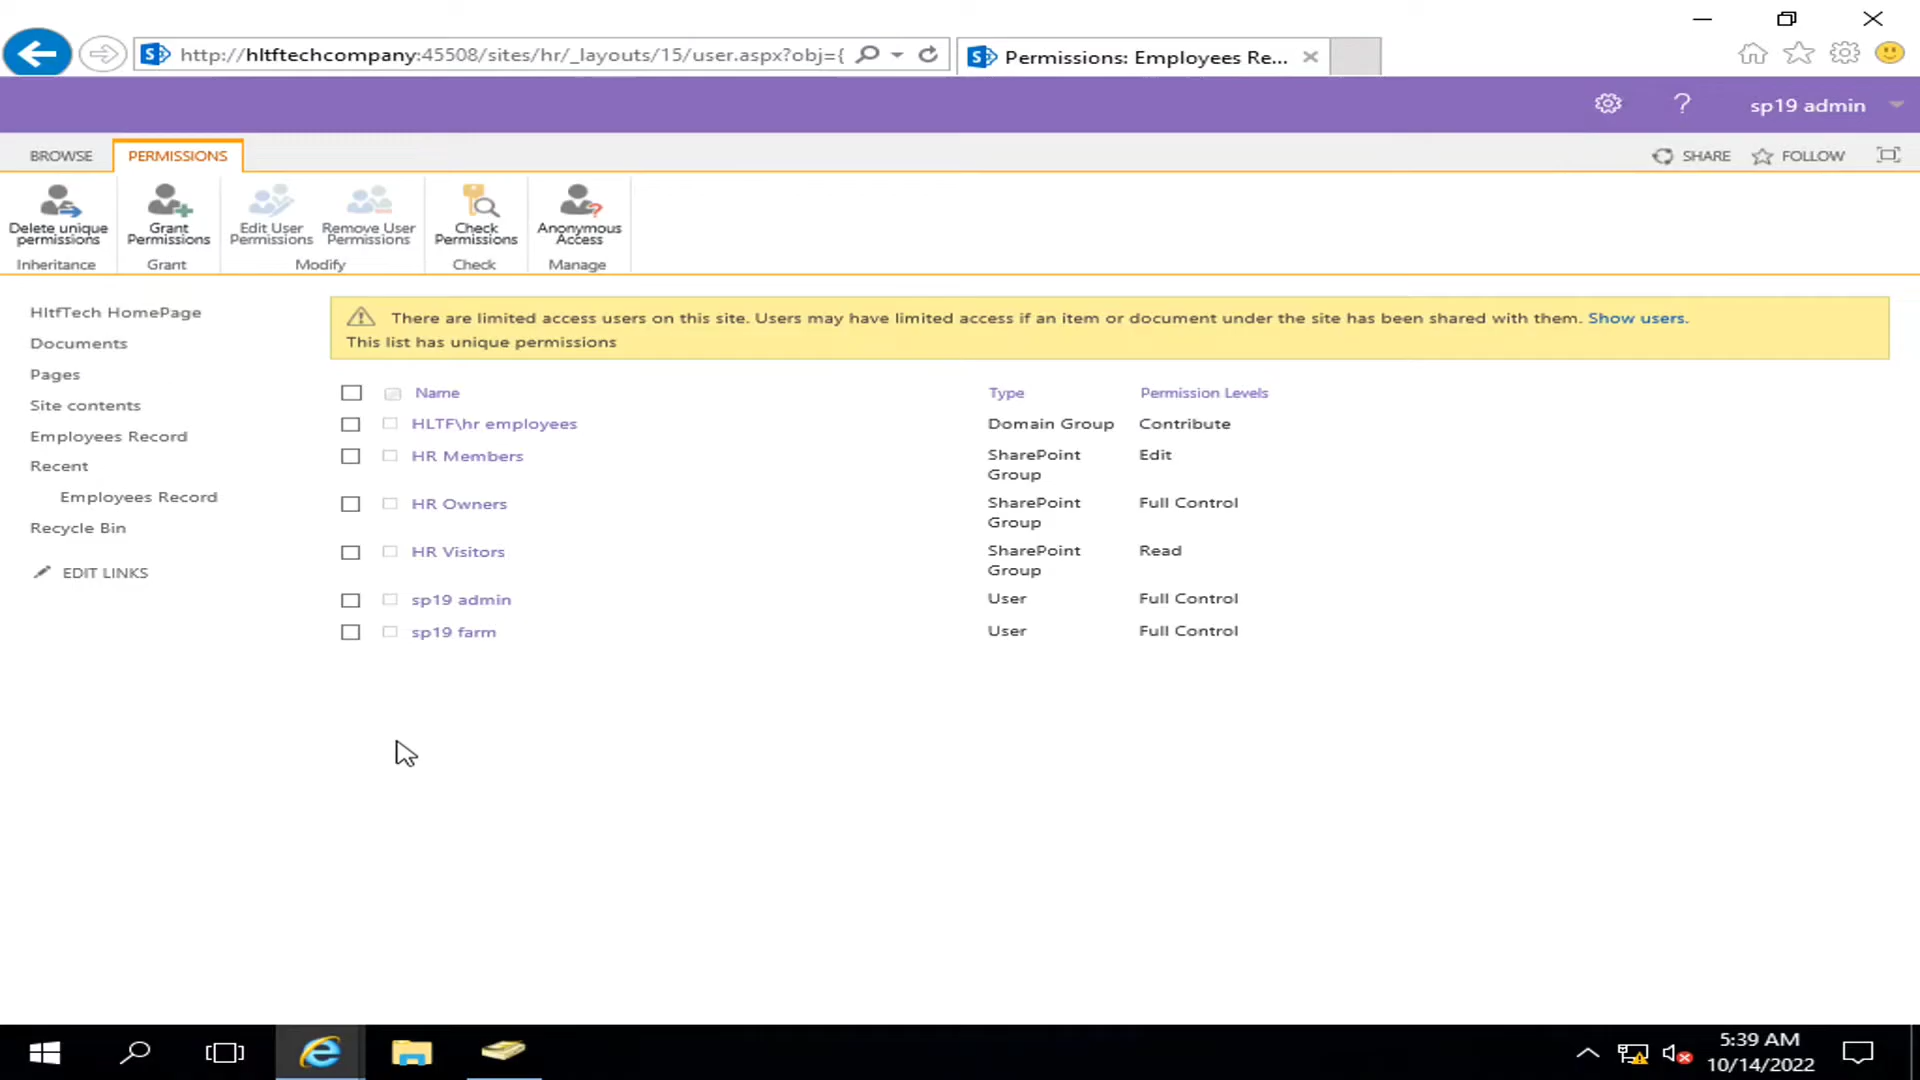 http://hltftechcompany:45508/sites/hr/_layouts/15/user.aspx?obj={
Permissions: Employees Re...
sp19 admin
BROWSE
PERMISSIONS
SHARE
FOLLOW
Delete unique permissions
Inheritance
Grant Permissions
Grant
Edit User Permissions
Remove User Permissions
Modify
Check Permissions
Check
Anonymous Access
Manage
HltfTech HomePage
Documents
Pages
Site contents
Employees Record
Recent
Employees Record
Recycle Bin
EDIT LINKS
There are limited access users on this site. Users may have limited access if an item or document under the site has been shared with them. Show users.
This list has unique permissions
Name Type Permission Levels
HLTF\hr employees Domain Group Contribute
HR Members SharePoint Group Edit
HR Owners SharePoint Group Full Control
HR Visitors SharePoint Group Read
sp19 admin User Full Control
sp19 farm User Full Control
5:39 AM
10/14/2022